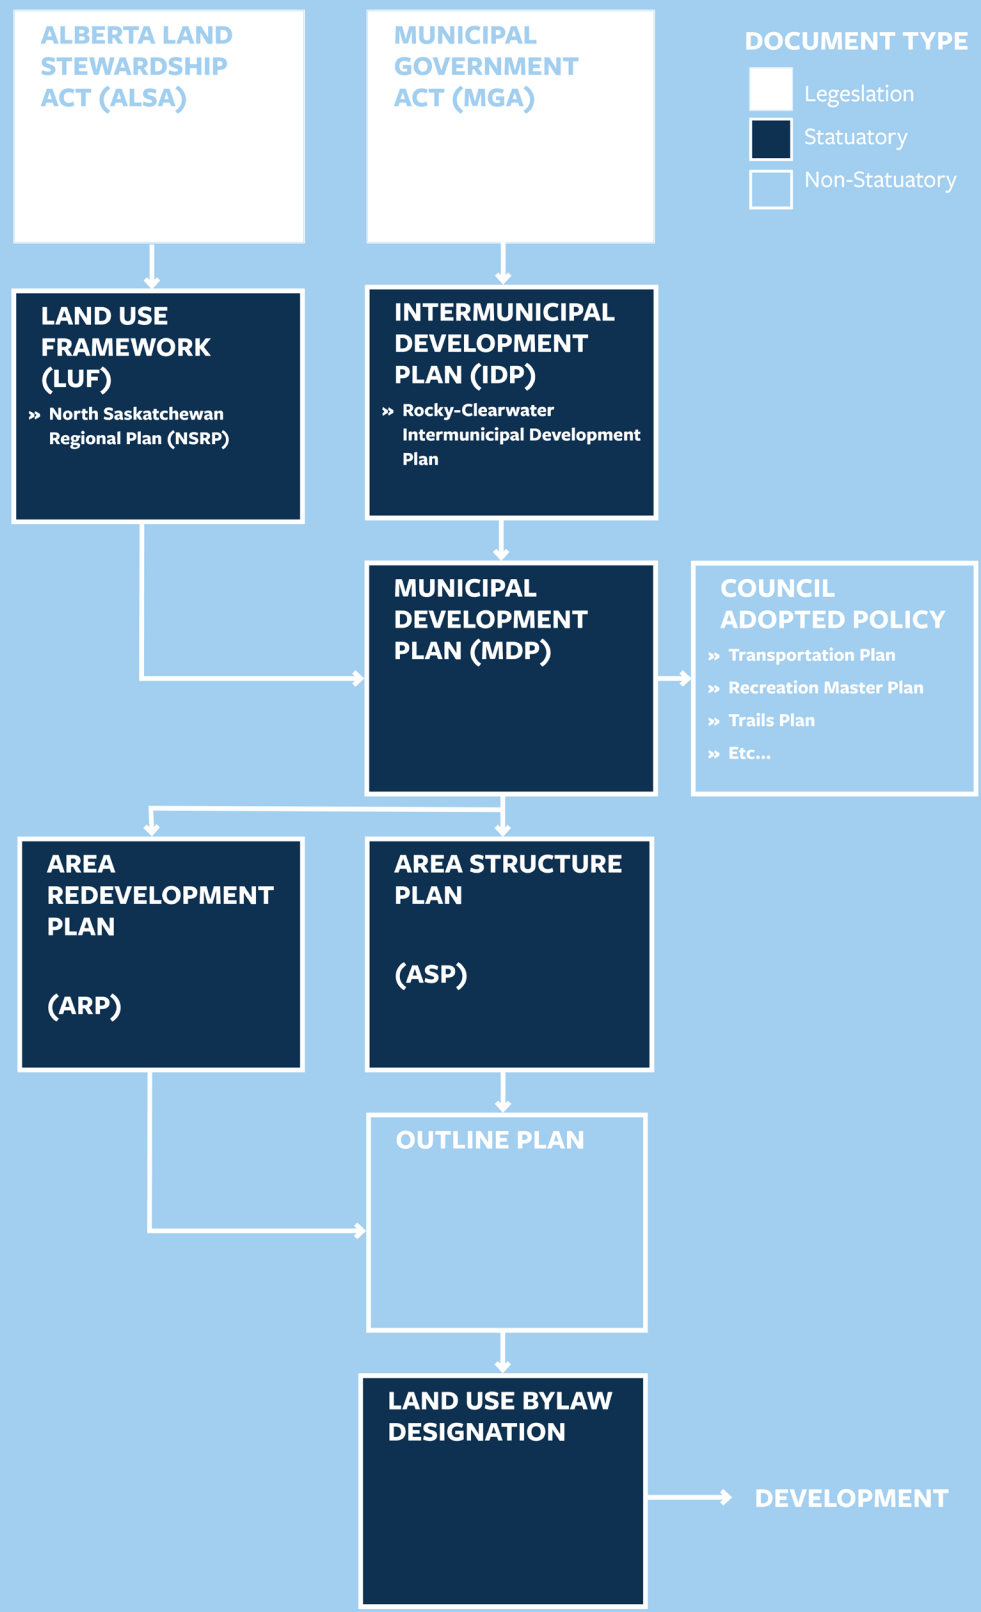 ALBERTA LAND
STEWARDSHIP
ACT (ALSA)
MUNICIPAL
GOVERNMENT
ACT (MGA)
DOCUMENT TYPE
Legeslation
Statuatory
Non-Statuatory
LAND USE
FRAMEWORK
(LUF)
» North Saskatchewan
Regional Plan (NSRP)
INTERMUNICIPAL
DEVELOPMENT
PLAN (IDP)
» Rocky-Clearwater
Intermunicipal Development
Plan
MUNICIPAL
DEVELOPMENT
PLAN (MDP)
COUNCIL
ADOPTED POLICY
» Transportation Plan
» Recreation Master Plan
» Trails Plan
» Etc...
AREA
REDEVELOPMENT
PLAN
(ARP)
AREA STRUCTURE
PLAN
(ASP)
OUTLINE PLAN
LAND USE BYLAW
DESIGNATION
DEVELOPMENT